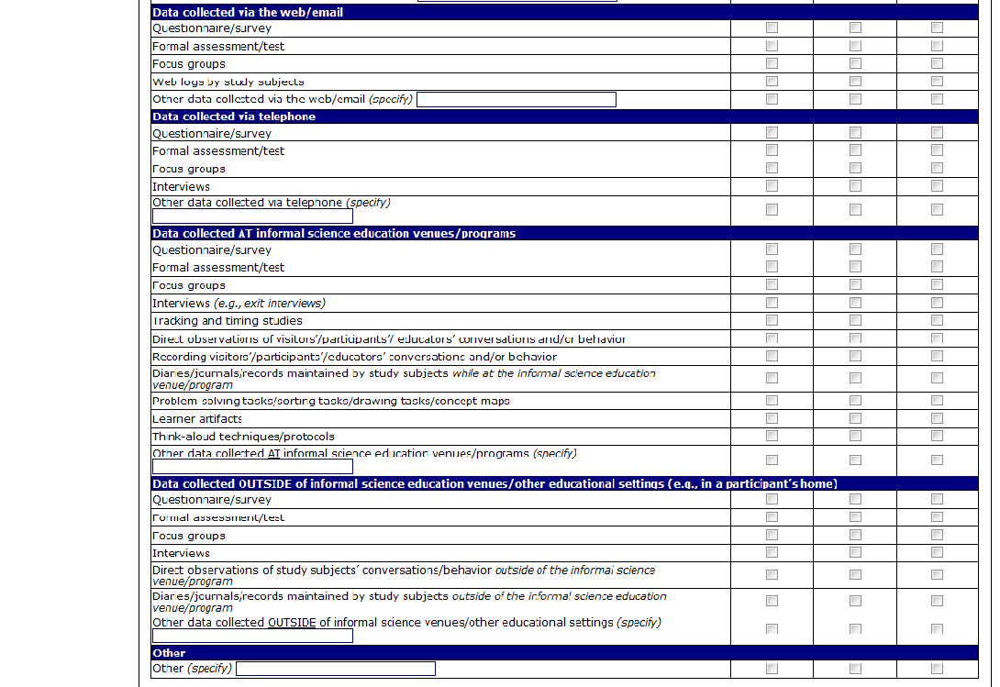 Data collected via the web/email
Questionnaire/survey
Formal assessment/test
Focus groups
Web logs by study subjects
Other data collected via the web/email (specify)
Data collected via telephone
Questionnaire/survey
Formal assessment/test
Focus groups
Interviews
Other data collected via telephone (specify)
Data collected AT informal science education venues/programs
Questionnaire/survey
Formal assessment/test
Focus groups
Interviews (e.g., exit interviews)
Tracking and timing studies
Direct observations of visitors’/participants’/ educators’ conversations and/or behavior
Recording visitors’/participants’/educators’ conversations and/or behavior
Diaries/journals/records maintained by study subjects while at the informal science education
venue/program
Problem-solving tasks/sorting tasks/drawing tasks/concept maps
Learner artifacts
Think-aloud techniques/protocols
Other data collected AT informal science education venues/programs (specify)
Data collected OUTSIDE of informal science education venues/other educational settings (e.g., in a participant’s home)
Questionnaire/survey
Formal assessment/test
Focus groups
Interviews
Direct observations of study subjects’ conversations/behavior outside of the informal science
venue/program
Diaries/journals/records maintained by study subjects outside of the informal science education
venue/program
Other data collected OUTSIDE of informal science venues/other educational settings (specify)
Other
Other (specify)